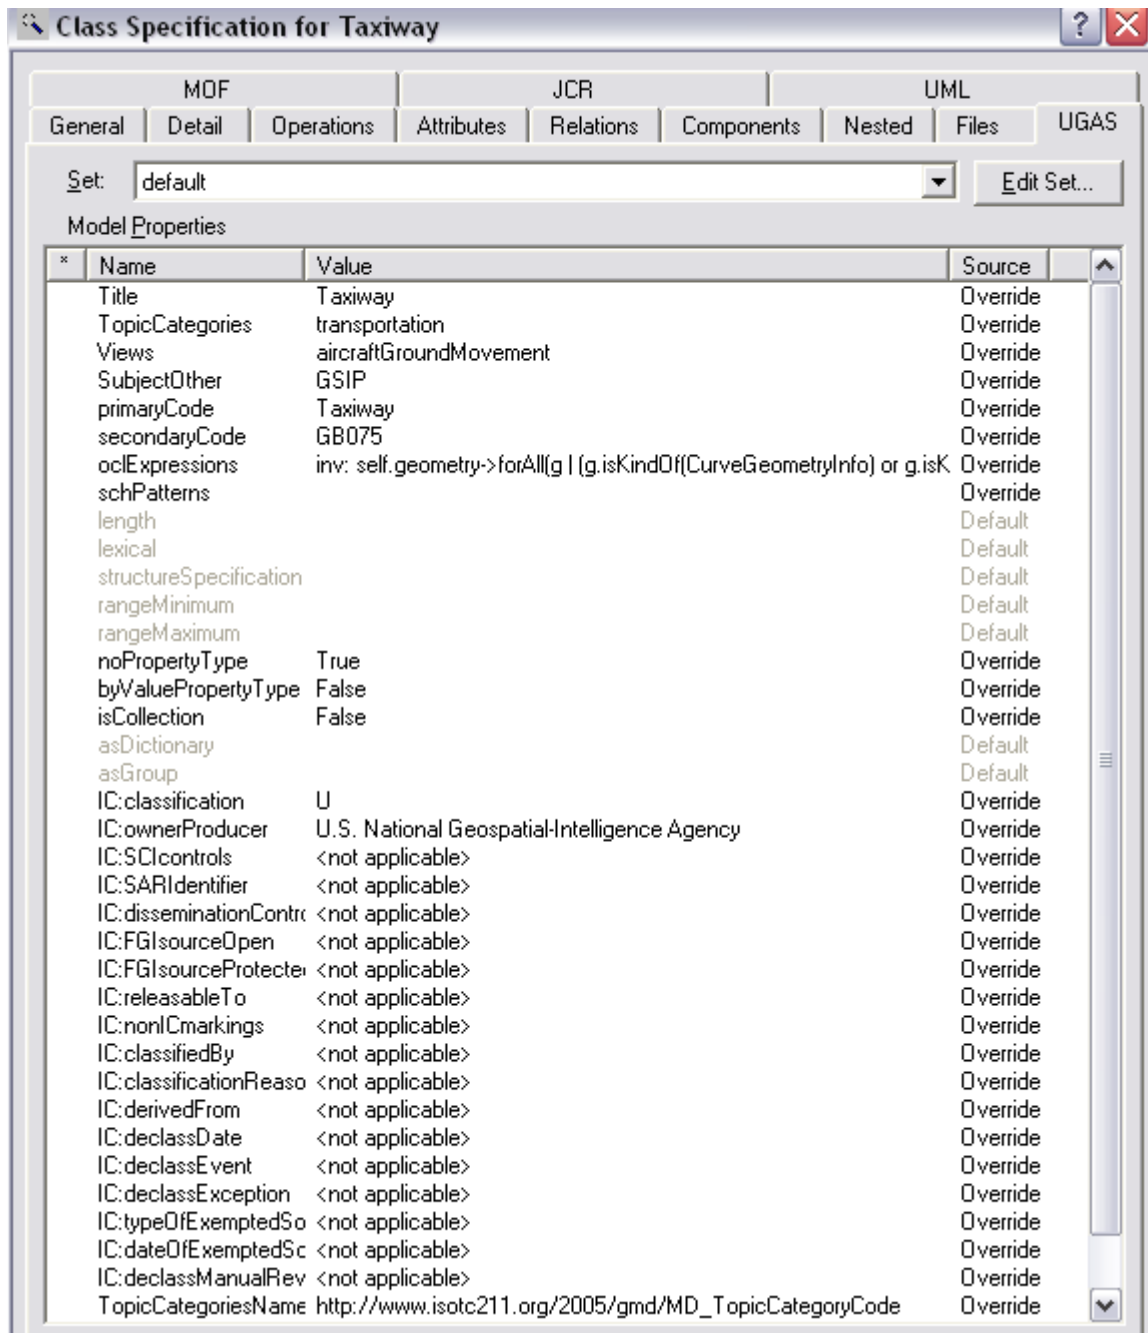 Class Specification for Taxiway
MOF JCR UML
General Detail Operations Attributes Relations Components Nested Files UGAS
Set: default Edit Set...
Model Properties
* Name Value Source
Title Taxiway Override
TopicCategories transportation Override
Views aircraftGroundMovement Override
SubjectOther GSIP Override
primaryCode Taxiway Override
secondaryCode GB075 Override
oclExpressions inv: self.geometry->forAll(g | (g.isKindOf(CurveGeometryInfo) or g.isK Override
schPatterns Override
length Default
lexical Default
structureSpecification Default
rangeMinimum Default
rangeMaximum Default
noPropertyType True Override
byValuePropertyType False Override
isCollection False Override
asDictionary Default
asGroup Default
IC:classification U Override
IC:ownerProducer U.S. National Geospatial-Intelligence Agency Override
IC:SCIcontrols <not applicable> Override
IC:SARIdentifier <not applicable> Override
IC:disseminationContro <not applicable> Override
IC:FGIsourceOpen <not applicable> Override
IC:FGIsourceProtected <not applicable> Override
IC:releasableTo <not applicable> Override
IC:nonICmarkings <not applicable> Override
IC:classifiedBy <not applicable> Override
IC:classificationReaso <not applicable> Override
IC:derivedFrom <not applicable> Override
IC:declassDate <not applicable> Override
IC:declassEvent <not applicable> Override
IC:declassException <not applicable> Override
IC:typeOfExemptedSo <not applicable> Override
IC:dateOfExemptedSo <not applicable> Override
IC:declassManualRev <not applicable> Override
TopicCategoriesName http://www.isotc211.org/2005/gmd/MD_TopicCategoryCode Override